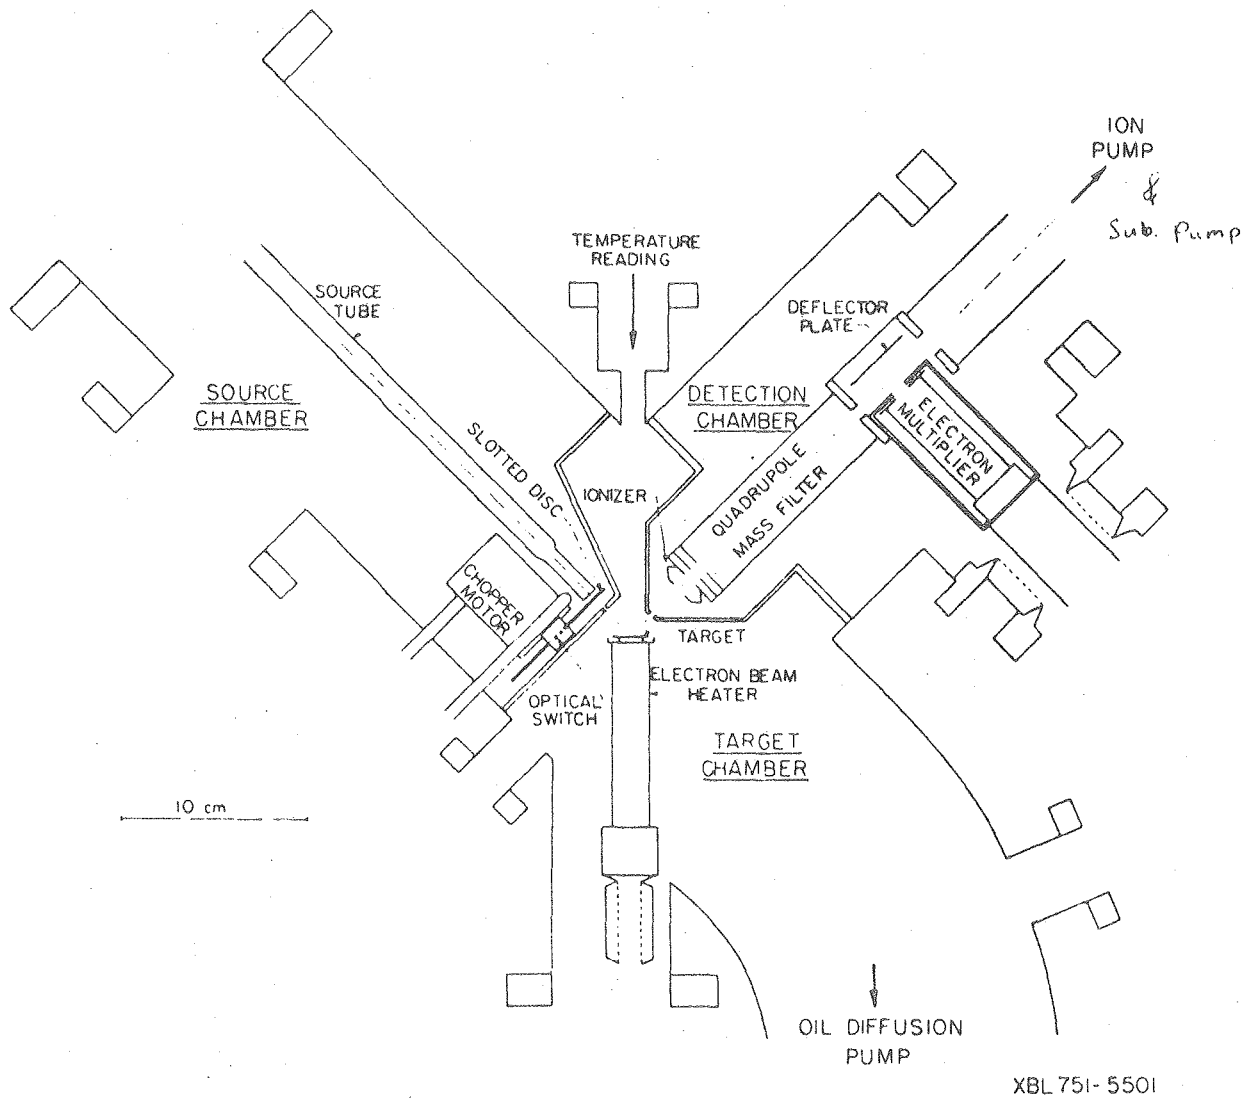 ION
PUMP
&
Sub. Pump
TEMPERATURE
READING
SOURCE
TUBE
DEFLECTOR
PLATE
SOURCE
CHAMBER
DETECTION
CHAMBER
ELECTRON
MULTIPLIER
SLOTTED DISC
IONIZER
QUADRUPOLE
MASS FILTER
CHOPPER
MOTOR
TARGET
ELECTRON BEAM
HEATER
OPTICAL
SWITCH
TARGET
CHAMBER
10 cm
OIL DIFFUSION
PUMP
XBL 751-5501